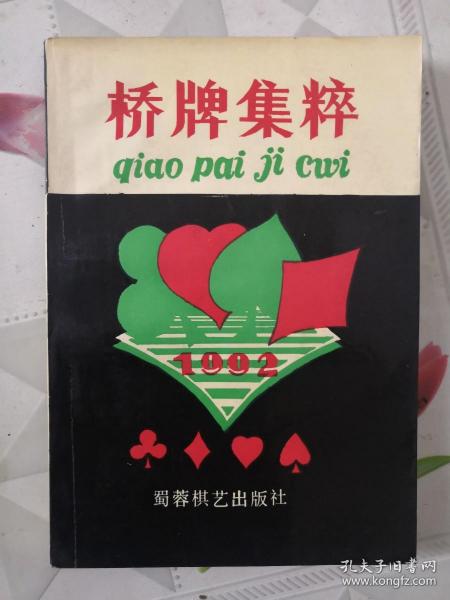 桥牌集粹
qiao pai ji cui
1992
蜀蓉棋艺出版社
孔夫子旧书网
www.kongfz.com